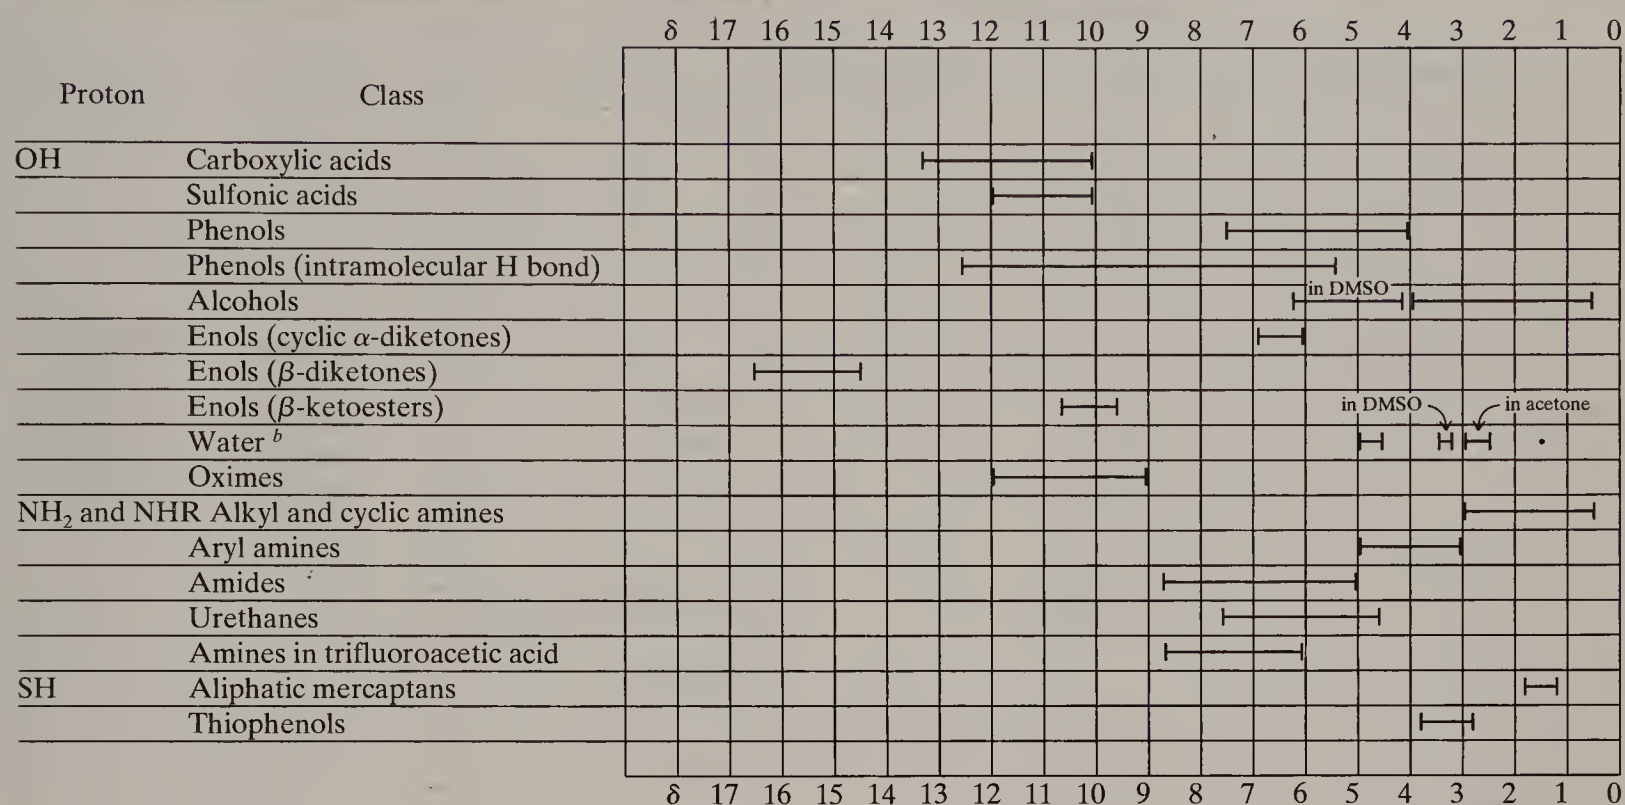 δ 17 16 15 14 13 12 11 10 9 8 7 6 5 4 3 2 1 0
Proton Class
OH Carboxylic acids
Sulfonic acids
Phenols
Phenols (intramolecular H bond)
Alcohols in DMSO
Enols (cyclic α-diketones)
Enols (β-diketones)
Enols (β-ketoesters) in DMSO in acetone
Water ᵇ
Oximes
NH₂ and NHR Alkyl and cyclic amines
Aryl amines
Amides
Urethanes
Amines in trifluoroacetic acid
SH Aliphatic mercaptans
Thiophenols
δ 17 16 15 14 13 12 11 10 9 8 7 6 5 4 3 2 1 0